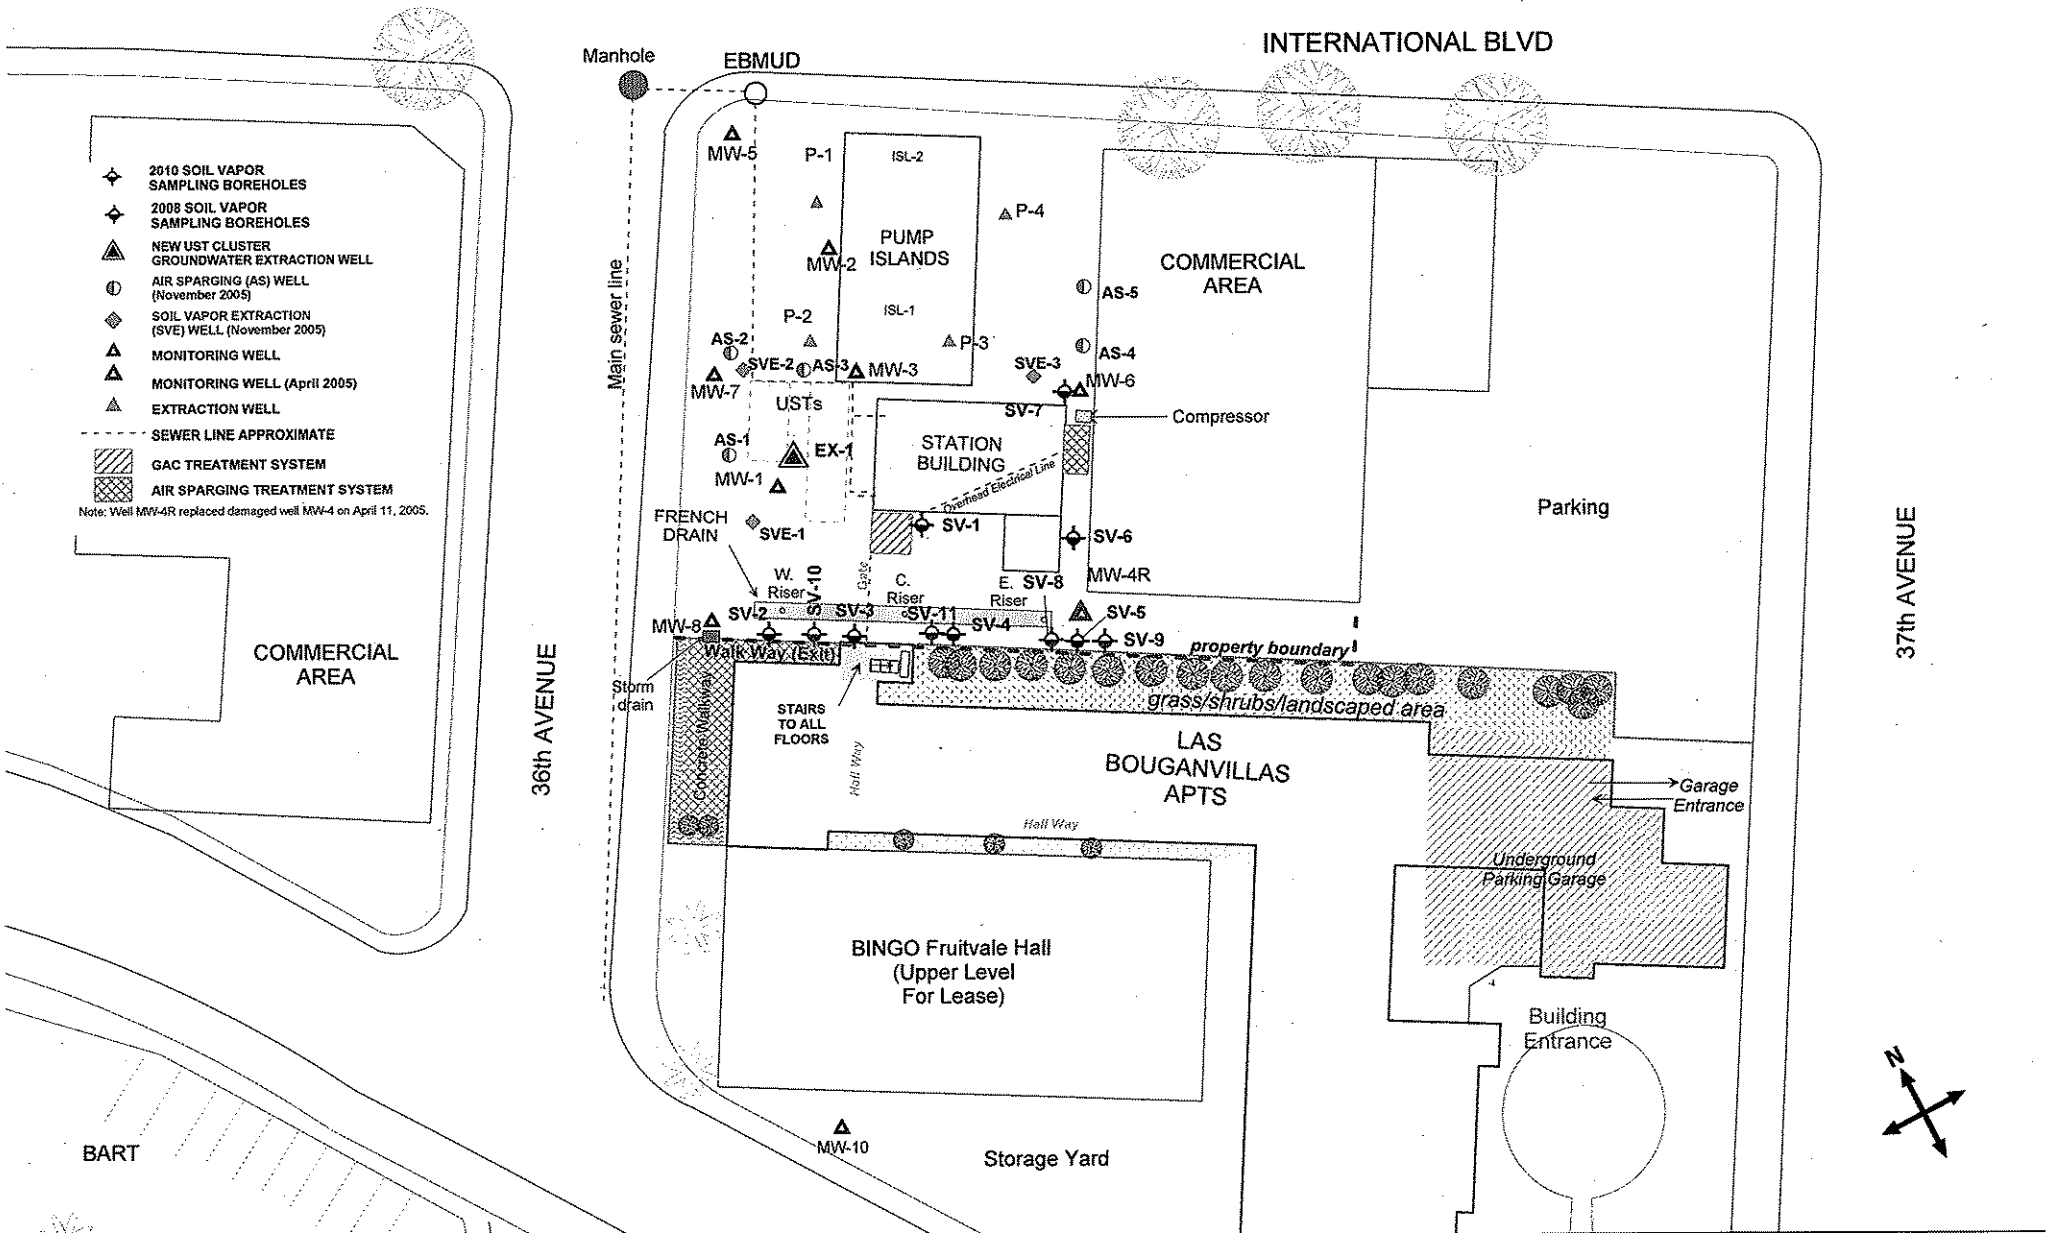 INTERNATIONAL BLVD
Manhole
EBMUD
2010 SOIL VAPOR
SAMPLING BOREHOLES
2008 SOIL VAPOR
SAMPLING BOREHOLES
NEW UST CLUSTER
GROUNDWATER EXTRACTION WELL
AIR SPARGING (AS) WELL
(November 2005)
SOIL VAPOR EXTRACTION
(SVE) WELL (November 2005)
MONITORING WELL
MONITORING WELL (April 2005)
EXTRACTION WELL
SEWER LINE APPROXIMATE
GAC TREATMENT SYSTEM
AIR SPARGING TREATMENT SYSTEM
Note: Well MW-4R replaced damaged well MW-4 on April 11, 2005.
COMMERCIAL
AREA
BART
36th AVENUE
Main sewer line
MW-5
P-1
ISL-2
P-4
MW-2
PUMP
ISLANDS
ISL-1
P-2
P-3
COMMERCIAL
AREA
AS-5
AS-4
AS-2
SVE-2
AS-3
MW-3
SVE-3
MW-7
MW-6
USTs
SV-7
Compressor
AS-1
EX-1
STATION
BUILDING
Overhead Electrical Line
MW-1
FRENCH
DRAIN
SVE-1
SV-1
SV-6
Parking
37th AVENUE
W.
Riser
SV-10
Gate
C.
Riser
E.
Riser
SV-8
MW-4R
MW-8
SV-2
SV-3
SV-11
SV-4
SV-5
SV-9
property boundary
Walk Way (Exit)
Storm
drain
Concrete Walkway
STAIRS
TO ALL
FLOORS
Hall Way
grass/shrubs/landscaped area
LAS
BOUGANVILLAS
APTS
Garage
Entrance
Hall Way
Underground
Parking Garage
BINGO Fruitvale Hall
(Upper Level
For Lease)
Building
Entrance
N
MW-10
Storage Yard